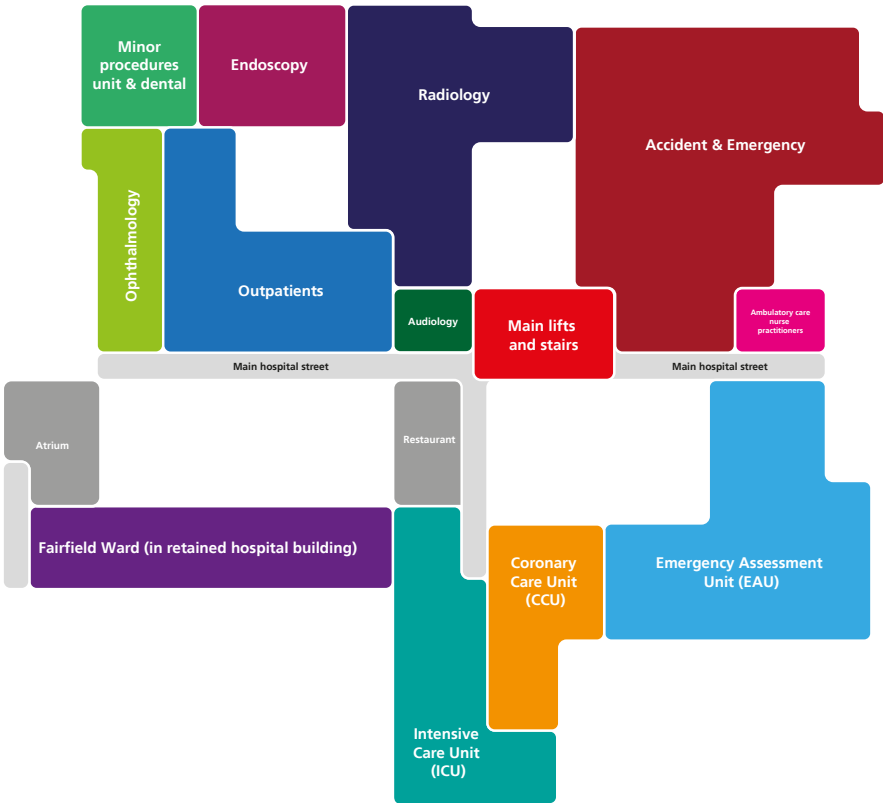 Minor
procedures
unit & dental
Endoscopy
Radiology
Accident & Emergency
Ophthalmology
Outpatients
Audiology
Main lifts
and stairs
Ambulatory care
nurse
practitioners
Main hospital street
Main hospital street
Atrium
Restaurant
Fairfield Ward (in retained hospital building)
Coronary
Care Unit
(CCU)
Emergency Assessment
Unit (EAU)
Intensive
Care Unit
(ICU)